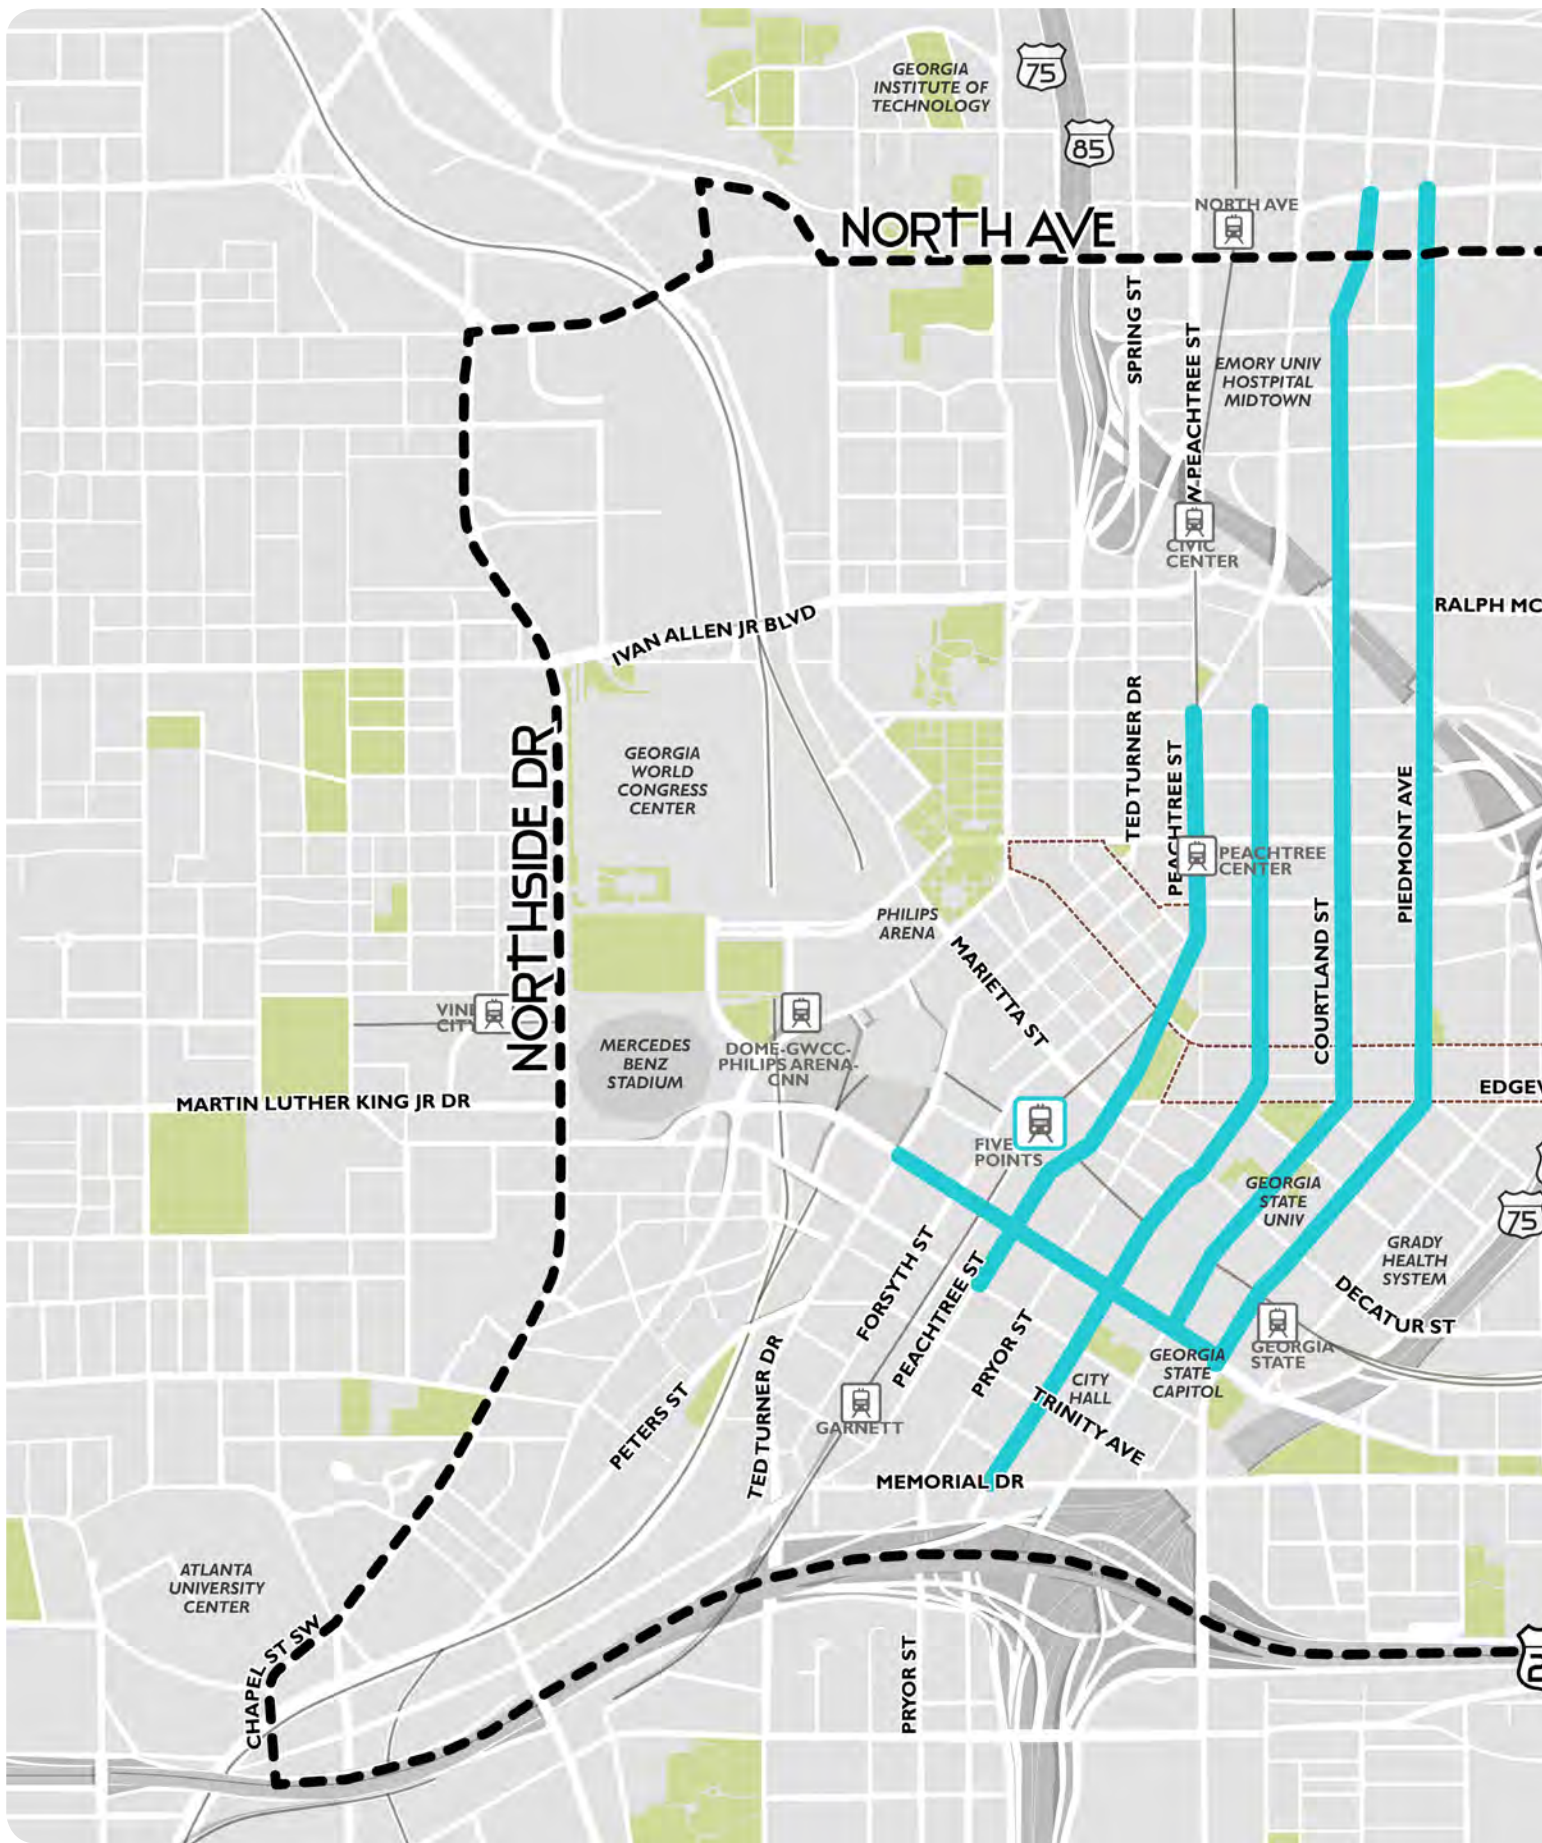 GEORGIA
INSTITUTE OF
TECHNOLOGY
75
85
NORTH AVE
NORTH AVE
SPRING ST
W PEACHTREE ST
EMORY UNIV
HOSTPITAL
MIDTOWN
CIVIC
CENTER
RALPH MC
IVAN ALLEN JR BLVD
TED TURNER DR
PEACHTREE ST
GEORGIA
WORLD
CONGRESS
CENTER
NORTHSIDE DR
PIEDMONT AVE
PEACHTREE
CENTER
COURTLAND ST
PHILIPS
ARENA
MARIETTA ST
VINE
CITY
MERCEDES
BENZ
STADIUM
DOME-GWCC-
PHILIPS ARENA-
CNN
MARTIN LUTHER KING JR DR
EDGEW
FIVE
POINTS
GEORGIA
STATE
UNIV
75
GRADY
HEALTH
SYSTEM
FORSYTH ST
PEACHTREE ST
DECATUR ST
PRYOR ST
GEORGIA
STATE
GEORGIA
STATE
CAPITOL
CITY
HALL
TRINITY AVE
PETERS ST
TED TURNER DR
GARNETT
MEMORIAL DR
ATLANTA
UNIVERSITY
CENTER
CHAPEL ST SW
PRYOR ST
2